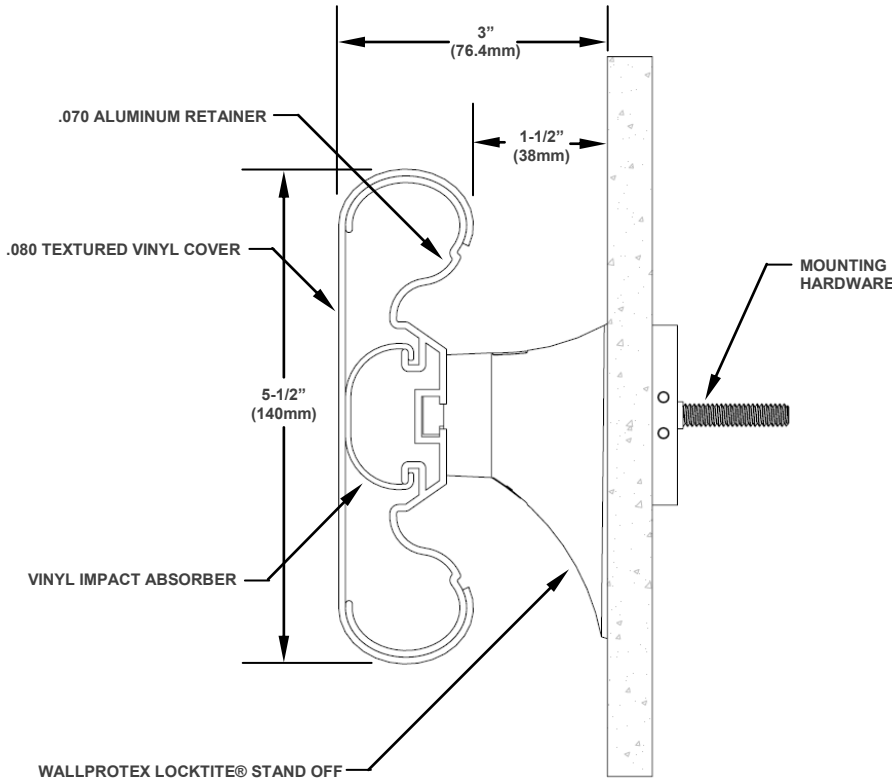 3”
(76.4mm)
.070 ALUMINUM RETAINER
1-1/2”
(38mm)
.080 TEXTURED VINYL COVER
MOUNTING
HARDWARE
5-1/2”
(140mm)
VINYL IMPACT ABSORBER
WALLPROTEX LOCKTITE® STAND OFF